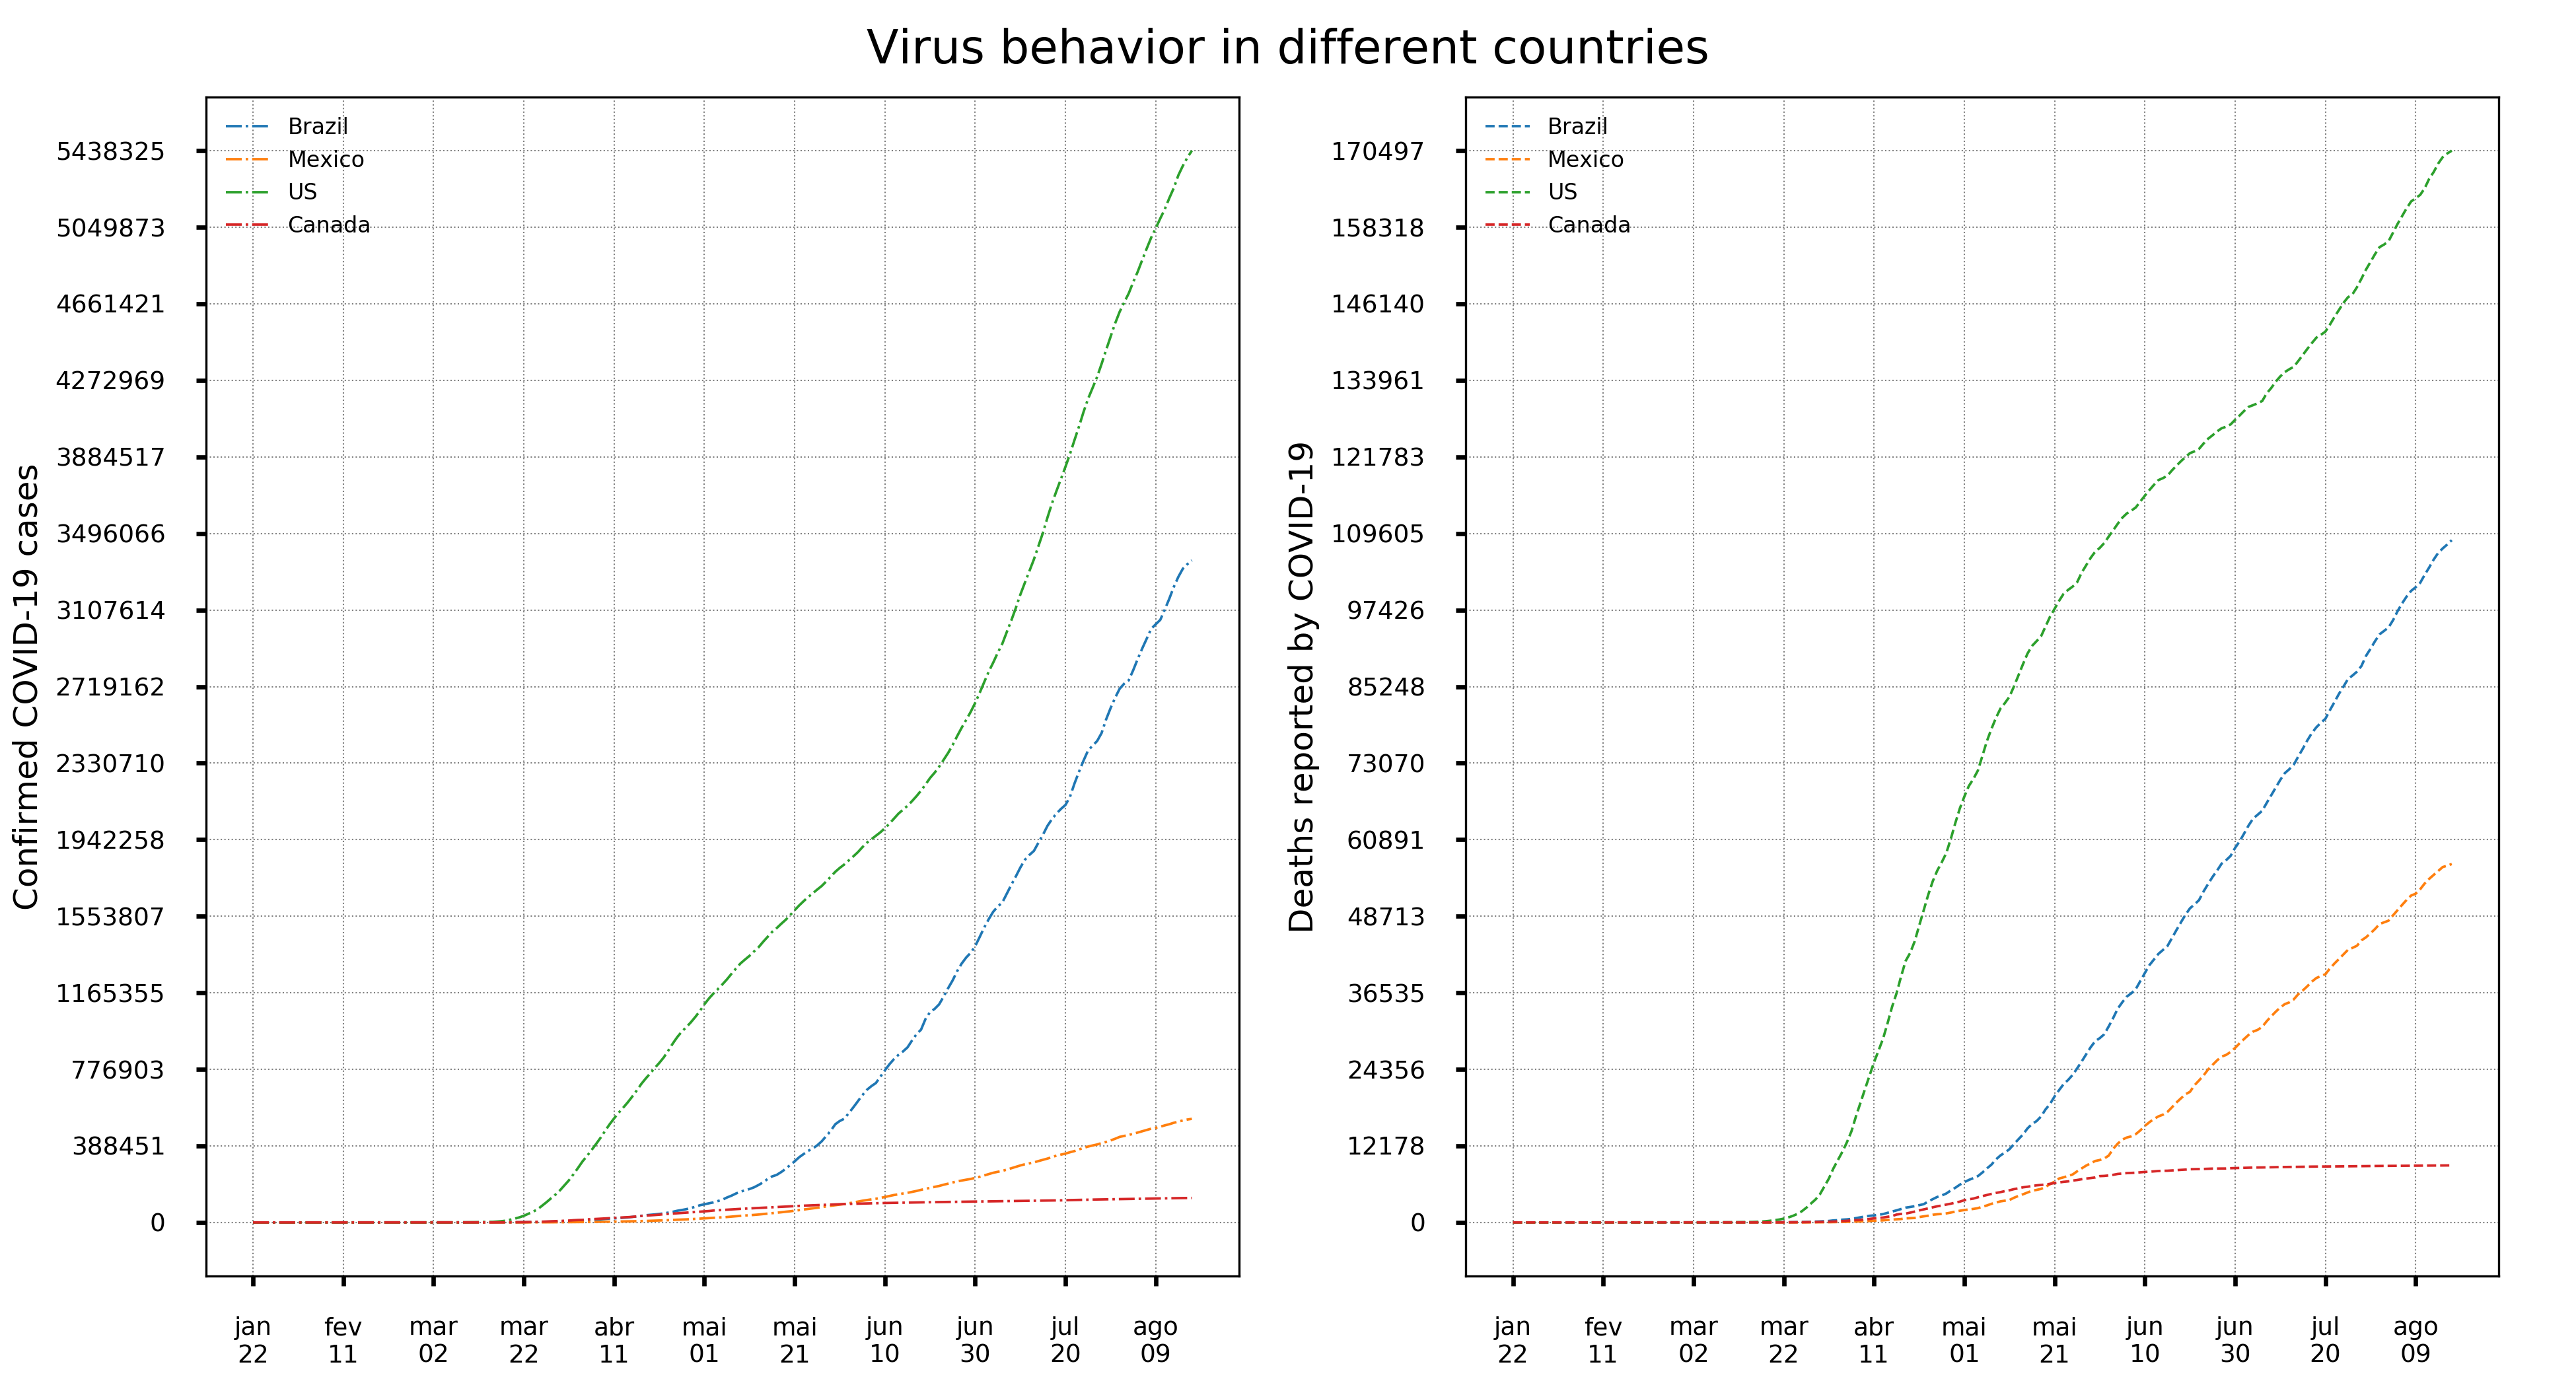 Virus behavior in different countries
Confirmed COVID-19 cases
Brazil
Mexico
US
Canada
5438325
5049873
4661421
4272969
3884517
3496066
3107614
2719162
2330710
1942258
1553807
1165355
776903
388451
0
jan 22
fev 11
mar 02
mar 22
abr 11
mai 01
mai 21
jun 10
jun 30
jul 20
ago 09
Deaths reported by COVID-19
Brazil
Mexico
US
Canada
170497
158318
146140
133961
121783
109605
97426
85248
73070
60891
48713
36535
24356
12178
0
jan 22
fev 11
mar 02
mar 22
abr 11
mai 01
mai 21
jun 10
jun 30
jul 20
ago 09